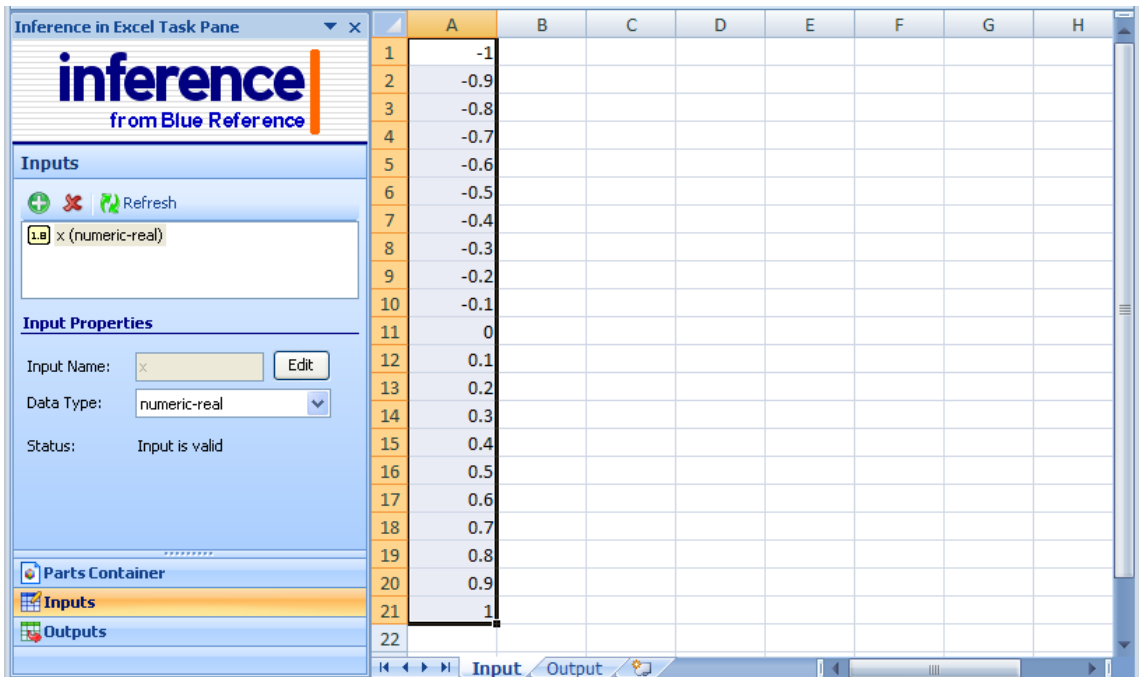 Inference in Excel Task Pane
inference
from Blue Reference
Inputs
Refresh
1.8 x (numeric-real)
Input Properties
Input Name: x Edit
Data Type: numeric-real
Status: Input is valid
Parts Container
Inputs
Outputs
A B C D E F G H
1 -1
2 -0.9
3 -0.8
4 -0.7
5 -0.6
6 -0.5
7 -0.4
8 -0.3
9 -0.2
10 -0.1
11 0
12 0.1
13 0.2
14 0.3
15 0.4
16 0.5
17 0.6
18 0.7
19 0.8
20 0.9
21 1
22
Input Output